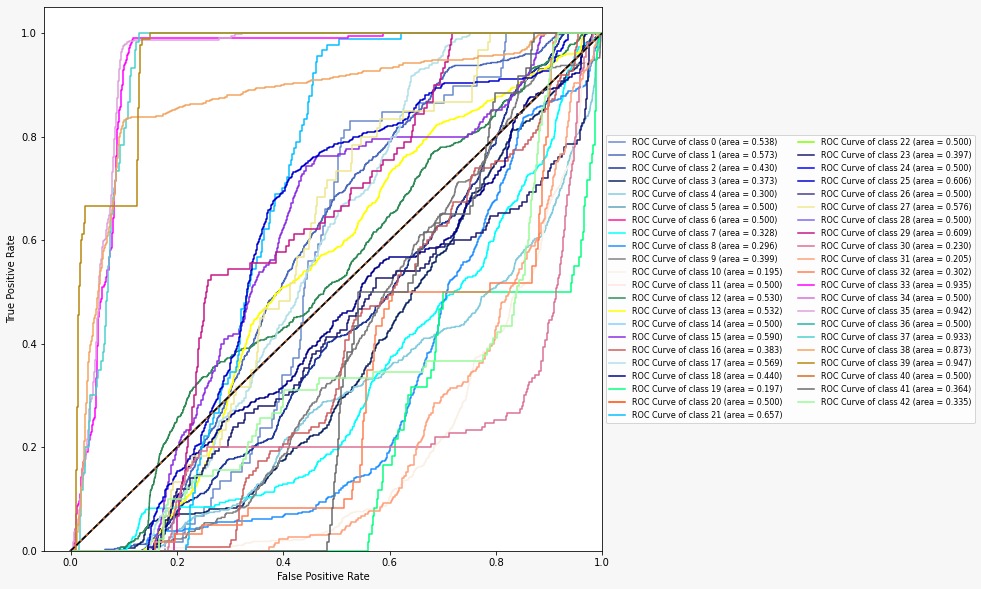 1.0
0.8
0.6
0.4
0.2
0.0
True Positive Rate
0.0
0.2
0.4
0.6
0.8
1.0
False Positive Rate
ROC Curve of class 0 (area = 0.538)
ROC Curve of class 1 (area = 0.573)
ROC Curve of class 2 (area = 0.430)
ROC Curve of class 3 (area = 0.373)
ROC Curve of class 4 (area = 0.300)
ROC Curve of class 5 (area = 0.500)
ROC Curve of class 6 (area = 0.500)
ROC Curve of class 7 (area = 0.328)
ROC Curve of class 8 (area = 0.296)
ROC Curve of class 9 (area = 0.399)
ROC Curve of class 10 (area = 0.195)
ROC Curve of class 11 (area = 0.500)
ROC Curve of class 12 (area = 0.530)
ROC Curve of class 13 (area = 0.532)
ROC Curve of class 14 (area = 0.500)
ROC Curve of class 15 (area = 0.590)
ROC Curve of class 16 (area = 0.383)
ROC Curve of class 17 (area = 0.569)
ROC Curve of class 18 (area = 0.440)
ROC Curve of class 19 (area = 0.197)
ROC Curve of class 20 (area = 0.500)
ROC Curve of class 21 (area = 0.657)
ROC Curve of class 22 (area = 0.500)
ROC Curve of class 23 (area = 0.397)
ROC Curve of class 24 (area = 0.500)
ROC Curve of class 25 (area = 0.606)
ROC Curve of class 26 (area = 0.500)
ROC Curve of class 27 (area = 0.576)
ROC Curve of class 28 (area = 0.500)
ROC Curve of class 29 (area = 0.609)
ROC Curve of class 30 (area = 0.230)
ROC Curve of class 31 (area = 0.205)
ROC Curve of class 32 (area = 0.302)
ROC Curve of class 33 (area = 0.935)
ROC Curve of class 34 (area = 0.500)
ROC Curve of class 35 (area = 0.942)
ROC Curve of class 36 (area = 0.500)
ROC Curve of class 37 (area = 0.933)
ROC Curve of class 38 (area = 0.873)
ROC Curve of class 39 (area = 0.947)
ROC Curve of class 40 (area = 0.500)
ROC Curve of class 41 (area = 0.364)
ROC Curve of class 42 (area = 0.335)